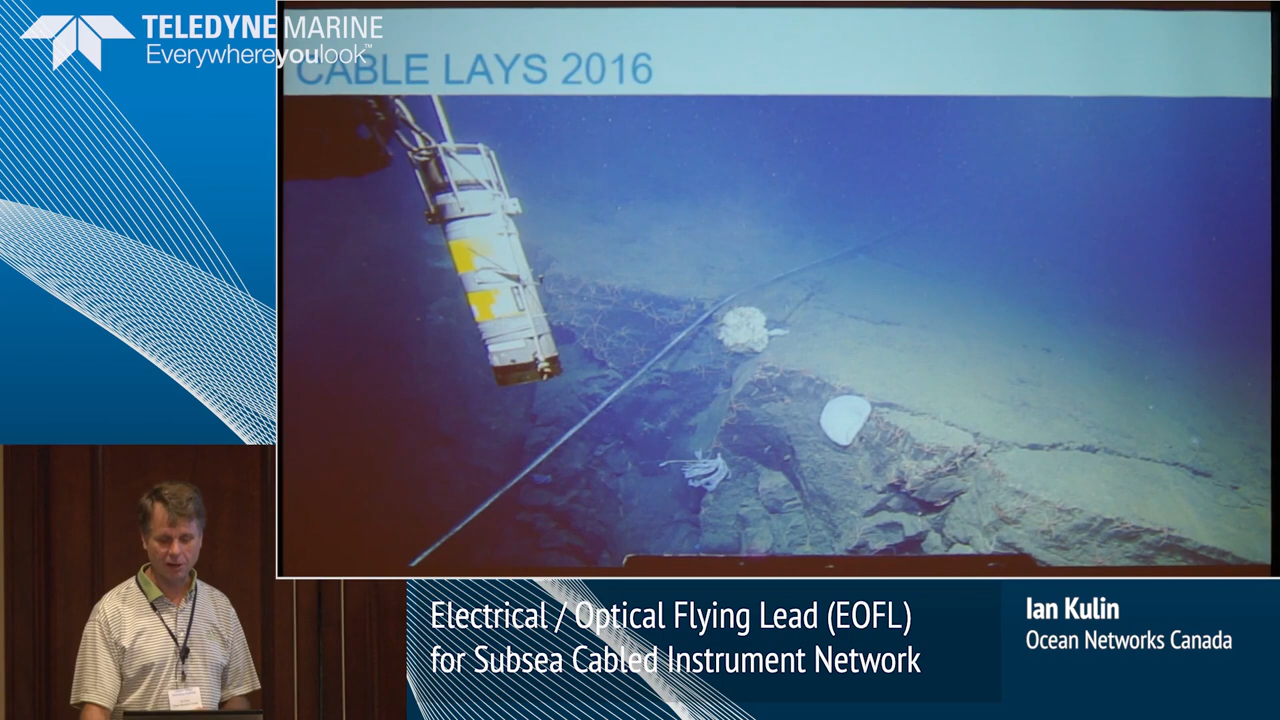 TELEDYNE MARINE
Everywhereyoulook™
CABLE LAYS 2016
Electrical / Optical Flying Lead (EOFL)
for Subsea Cabled Instrument Network
Ian Kulin
Ocean Networks Canada